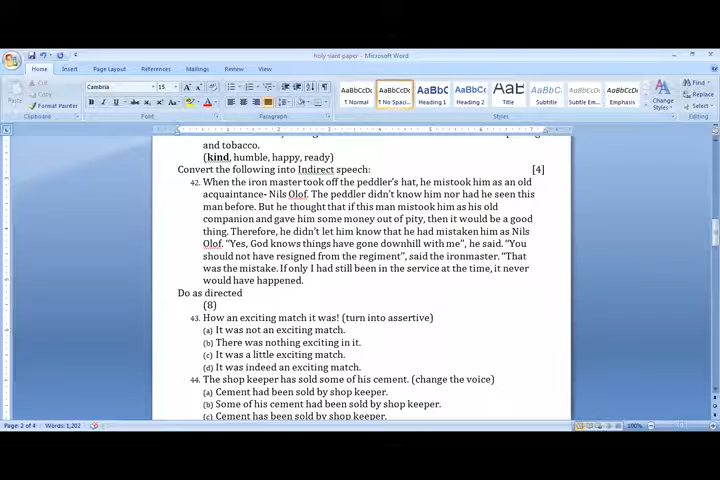 holy siant paper - Microsoft Word
Home Insert Page Layout References Mailings Review View
Cut
Copy
Paste
Format Painter
Clipboard
Cambria 15
Font
Paragraph
AaBbCcDc AaBbCcDc AaBbC AaBbCc AaB AaBbCc. AaBbCcDc AaBbCcDc
¶ Normal ¶ No Spaci... Heading 1 Heading 2 Title Subtitle Subtle Em... Emphasis
Change Styles
Styles
Find
Replace
Select
Editing
and tobacco.
(kind, humble, happy, ready)
Convert the following into Indirect speech: [4]
42. When the iron master took off the peddler's hat, he mistook him as an old
acquaintance- Nils Olof. The peddler didn't know him nor had he seen this
man before. But he thought that if this man mistook him as his old
companion and gave him some money out of pity, then it would be a good
thing. Therefore, he didn't let him know that he had mistaken him as Nils
Olof. "Yes, God knows things have gone downhill with me", he said. "You
should not have resigned from the regiment", said the ironmaster. "That
was the mistake. If only I had still been in the service at the time, it never
would have happened.
Do as directed
(8)
43. How an exciting match it was! (turn into assertive)
(a) It was not an exciting match.
(b) There was nothing exciting in it.
(c) It was a little exciting match.
(d) It was indeed an exciting match.
44. The shop keeper has sold some of his cement. (change the voice)
(a) Cement had been sold by shop keeper.
(b) Some of his cement had been sold by shop keeper.
(c) Cement has been sold by shop keeper.
Page: 2 of 4 Words: 1,202 100%